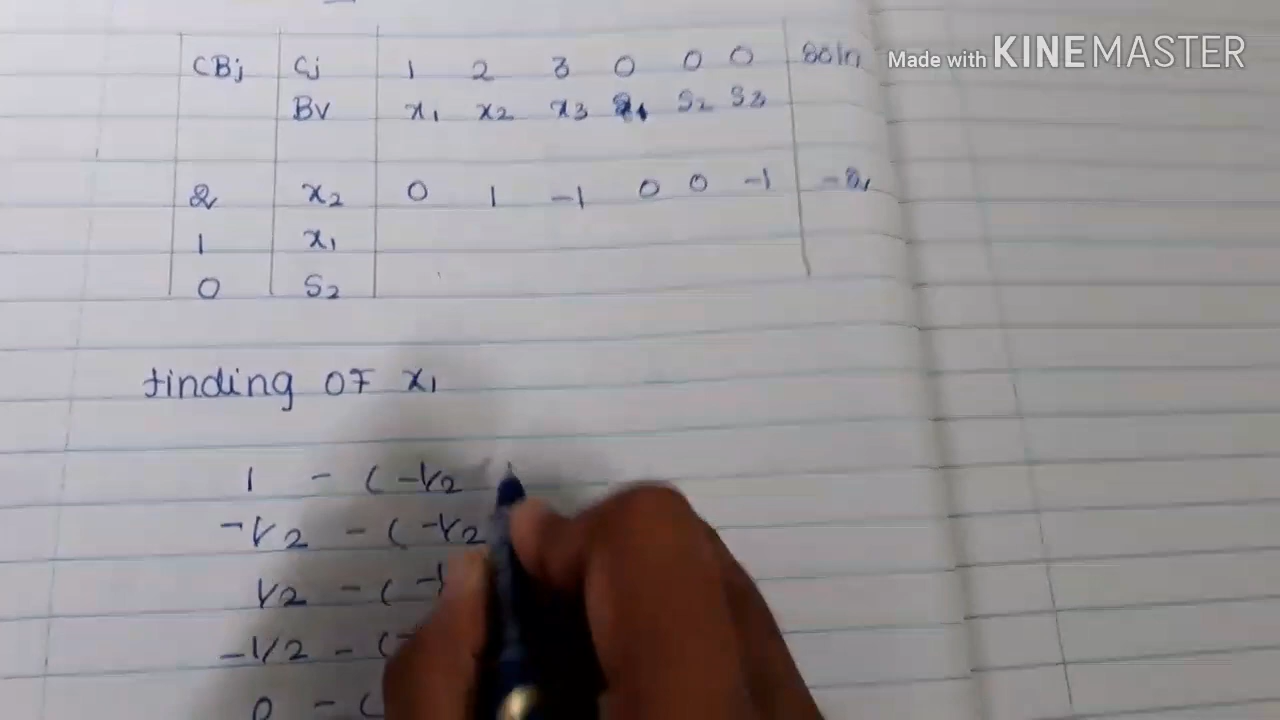 Made with KINEMASTER
CBj Cj 1 2 3 0 0 0 Soln
BV x1 x2 x3 s1 s2 s3
2 x2 0 1 -1 0 0 -1
1 x1
0 S2
finding OF x1
1 - (-1/2
-1/2 - (-1/2
1/2 - (-1
-1/2 - (-
0 - (